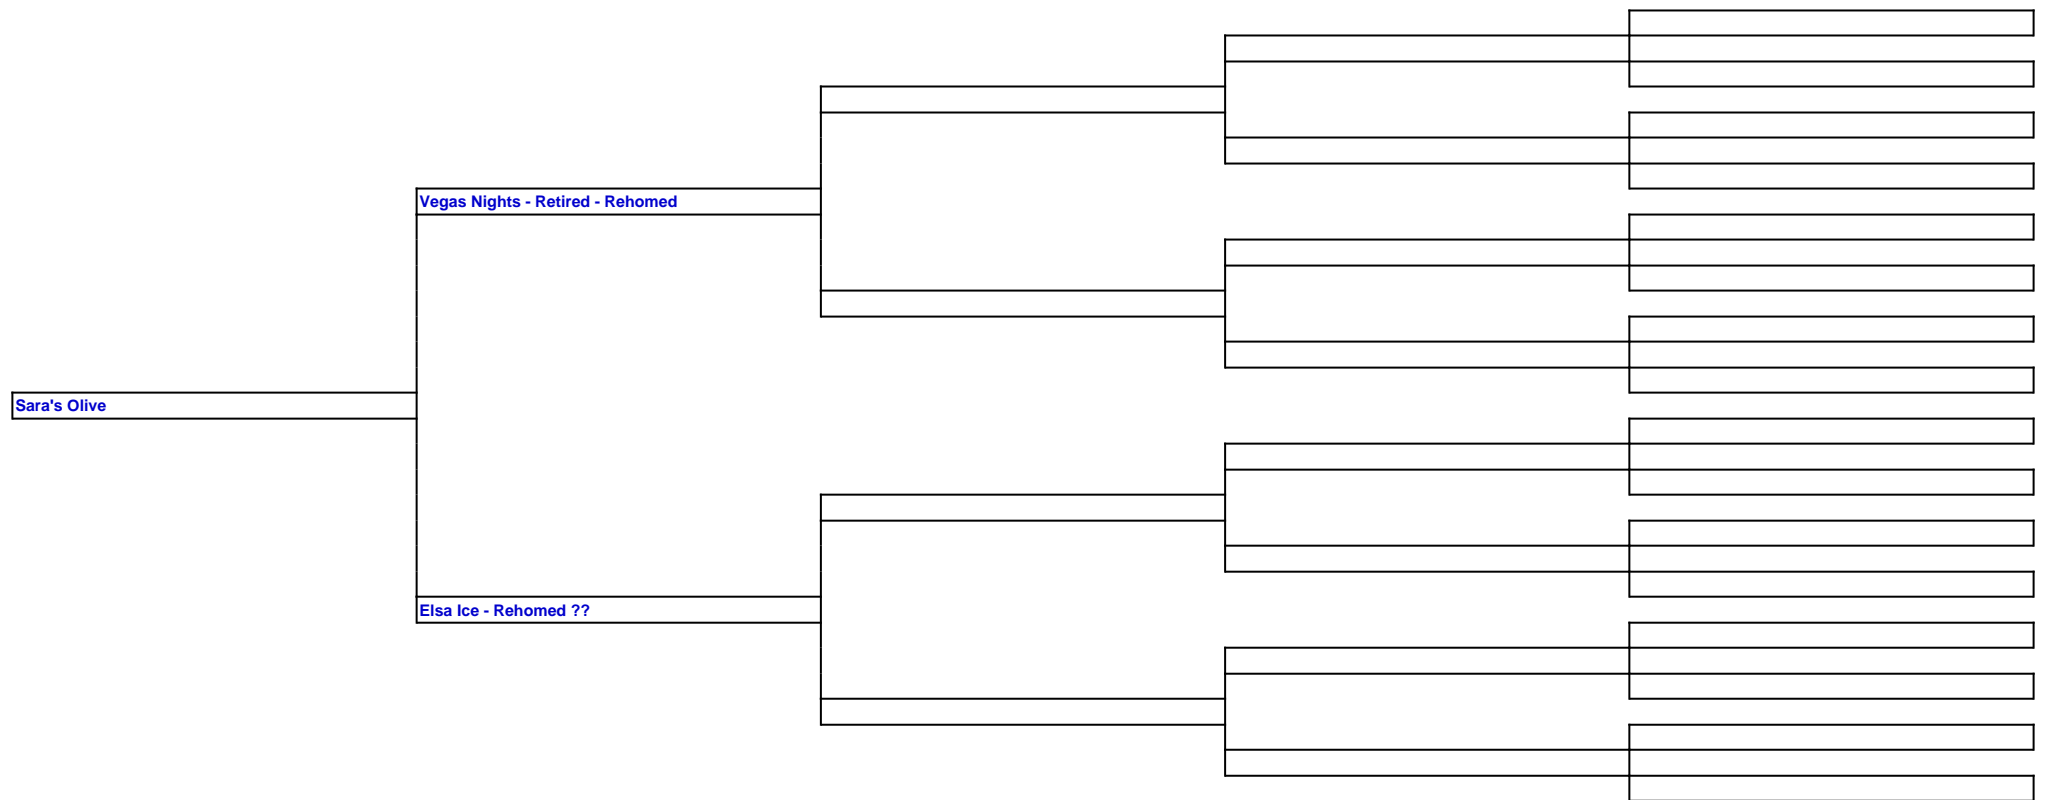 Vegas Nights - Retired - Rehomed
Sara's Olive
Elsa Ice - Rehomed ??